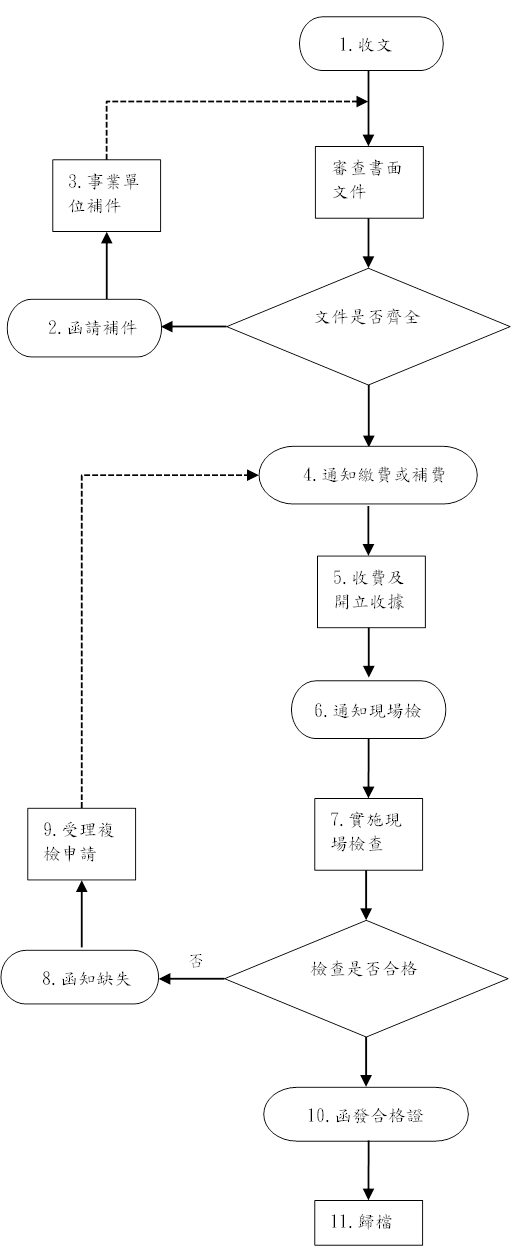 1.收文
審查書面
文件
3.事業單
位補件
文件是否齊全
2.函請補件
4.通知繳費或補費
5.收費及
開立收據
6.通知現場檢
7.實施現
場檢查
9.受理複
檢申請
檢查是否合格
否
8.函知缺失
10.函發合格證
11.歸檔